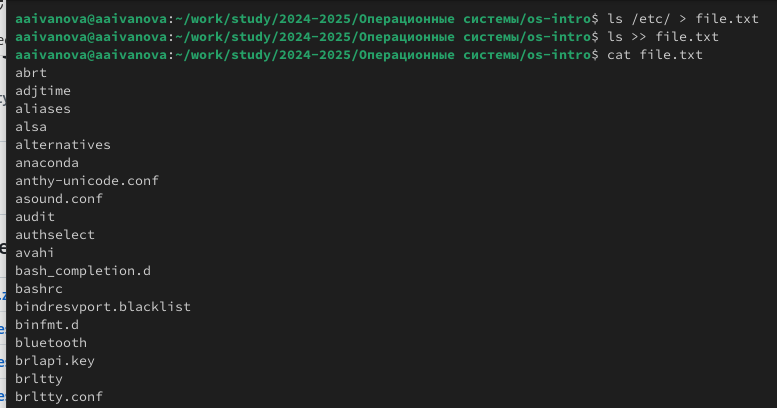 aaivanova@aaivanova:~/work/study/2024-2025/Операционные системы/os-intro$ ls /etc/ > file.txt
aaivanova@aaivanova:~/work/study/2024-2025/Операционные системы/os-intro$ ls >> file.txt
aaivanova@aaivanova:~/work/study/2024-2025/Операционные системы/os-intro$ cat file.txt
abrt
adjtime
aliases
alsa
alternatives
anaconda
anthy-unicode.conf
asound.conf
audit
authselect
avahi
bash_completion.d
bashrc
bindresvport.blacklist
binfmt.d
bluetooth
brlapi.key
brltty
brltty.conf